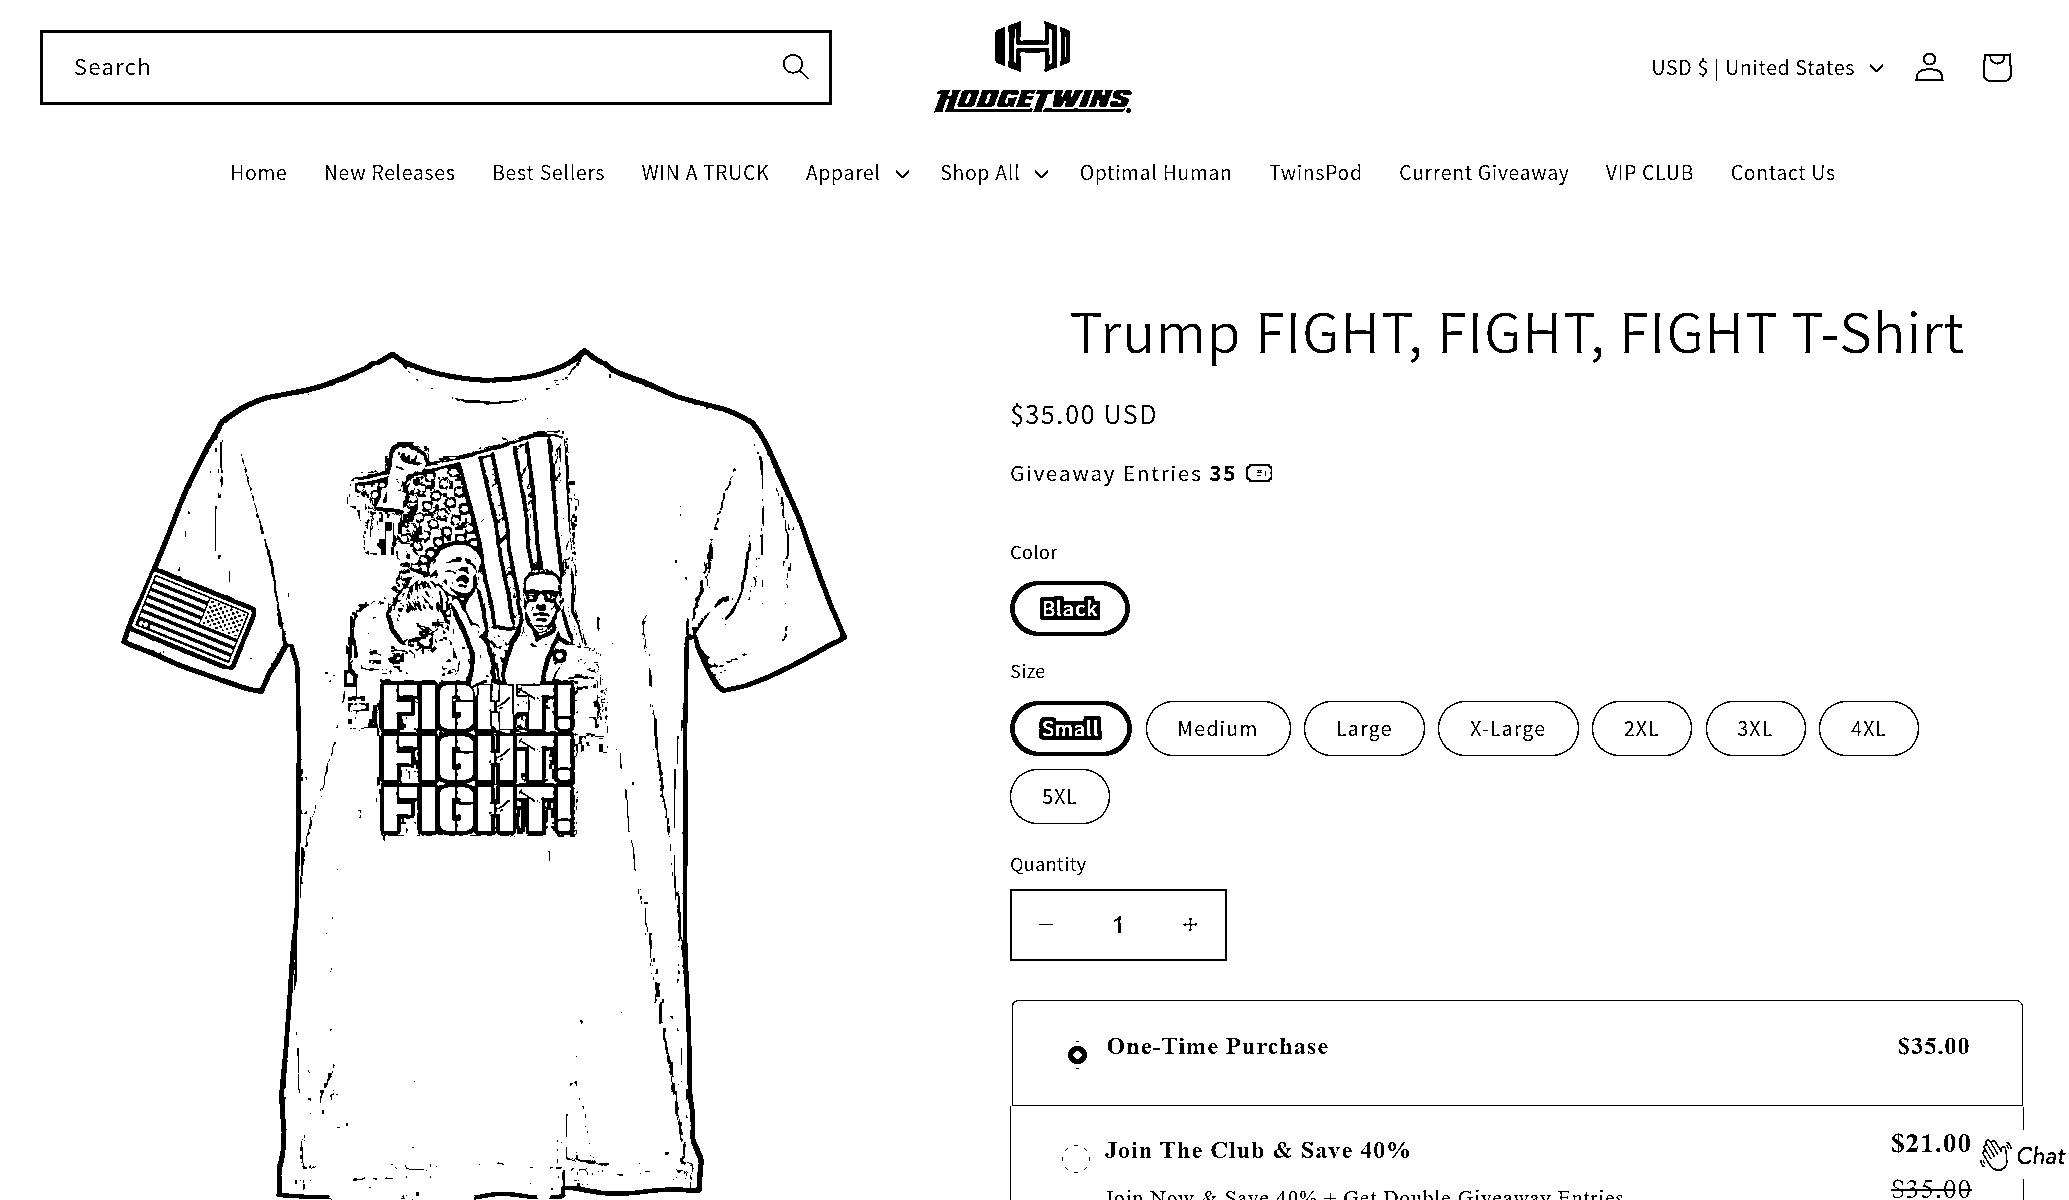 Search
HODGETWINS.
USD $ | United States
Home New Releases Best Sellers WIN A TRUCK Apparel Shop All Optimal Human TwinsPod Current Giveaway VIP CLUB Contact Us
Trump FIGHT, FIGHT, FIGHT T-Shirt
$35.00 USD
Giveaway Entries 35
Color
Black
Size
Small Medium Large X-Large 2XL 3XL 4XL
5XL
Quantity
− 1 +
One-Time Purchase $35.00
Join The Club & Save 40% $21.00
Join Now & Save 40% + Get Double Giveaway Entries $35.00
Chat
FIGHT!
FIGHT!
FIGHT!